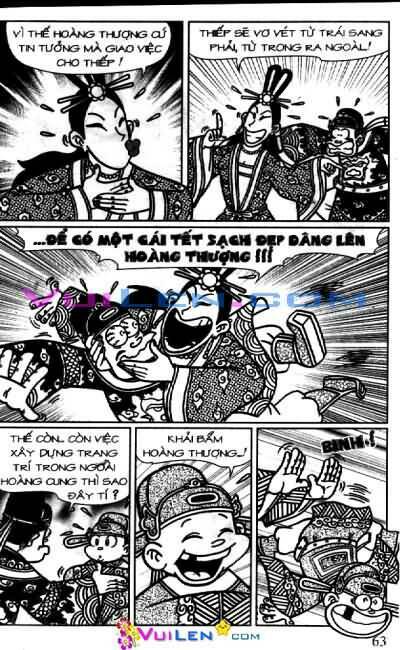 VÌ THẾ HOÀNG THƯỢNG CỨ
TIN TƯỞNG MÀ GIAO VIỆC
CHO THIẾP!
THIẾP SẼ VƠ VÉT TỪ TRÁI SANG
PHẢI, TỪ TRONG RA NGOÀI..!
...ĐỂ CÓ MỘT CÁI TẾT SẠCH ĐẸP DÂNG LÊN
HOÀNG THƯỢNG!!!
VUILEN.COM
THẾ CÒN.. CÒN VIỆC
XÂY DỰNG TRANG
TRÍ TRONG NGOÀI
HOÀNG CUNG THÌ SAO
ĐÂY TÍ?
KHẢI BẨM
HOÀNG THƯỢNG..!
BINH..!
63
VUILEN.COM